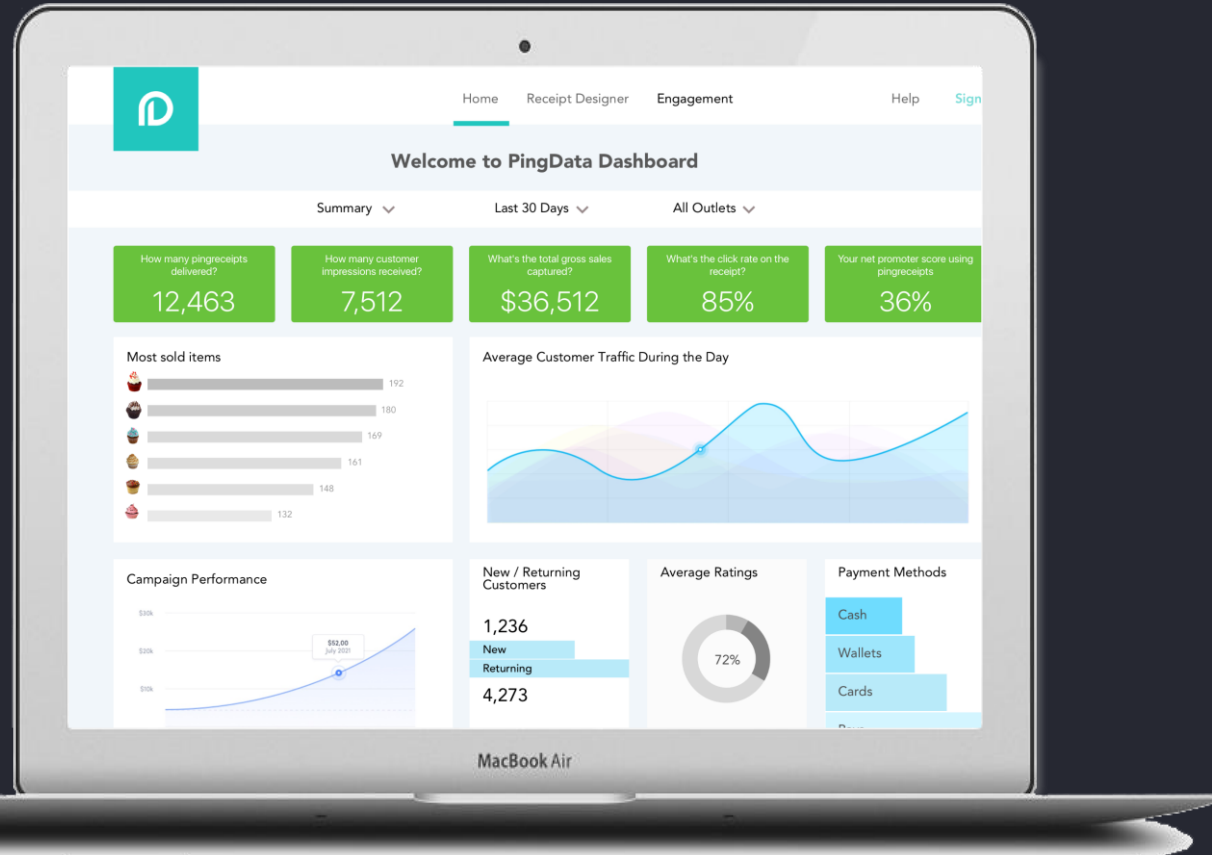 Home Receipt Designer Engagement Help Sign
Welcome to PingData Dashboard
Summary Last 30 Days All Outlets
How many pingreceipts
delivered?
12,463
How many customer
impressions received?
7,512
What's the total gross sales
captured?
$36,512
What's the click rate on the
receipt?
85%
Your net promoter score using
pingreceipts
36%
Most sold items
192
180
169
161
148
132
Average Customer Traffic During the Day
Campaign Performance
$30k
$20k
$10k
$52,00
July 2021
New / Returning
Customers
1,236
New
Returning
4,273
Average Ratings
72%
Payment Methods
Cash
Wallets
Cards
MacBook Air